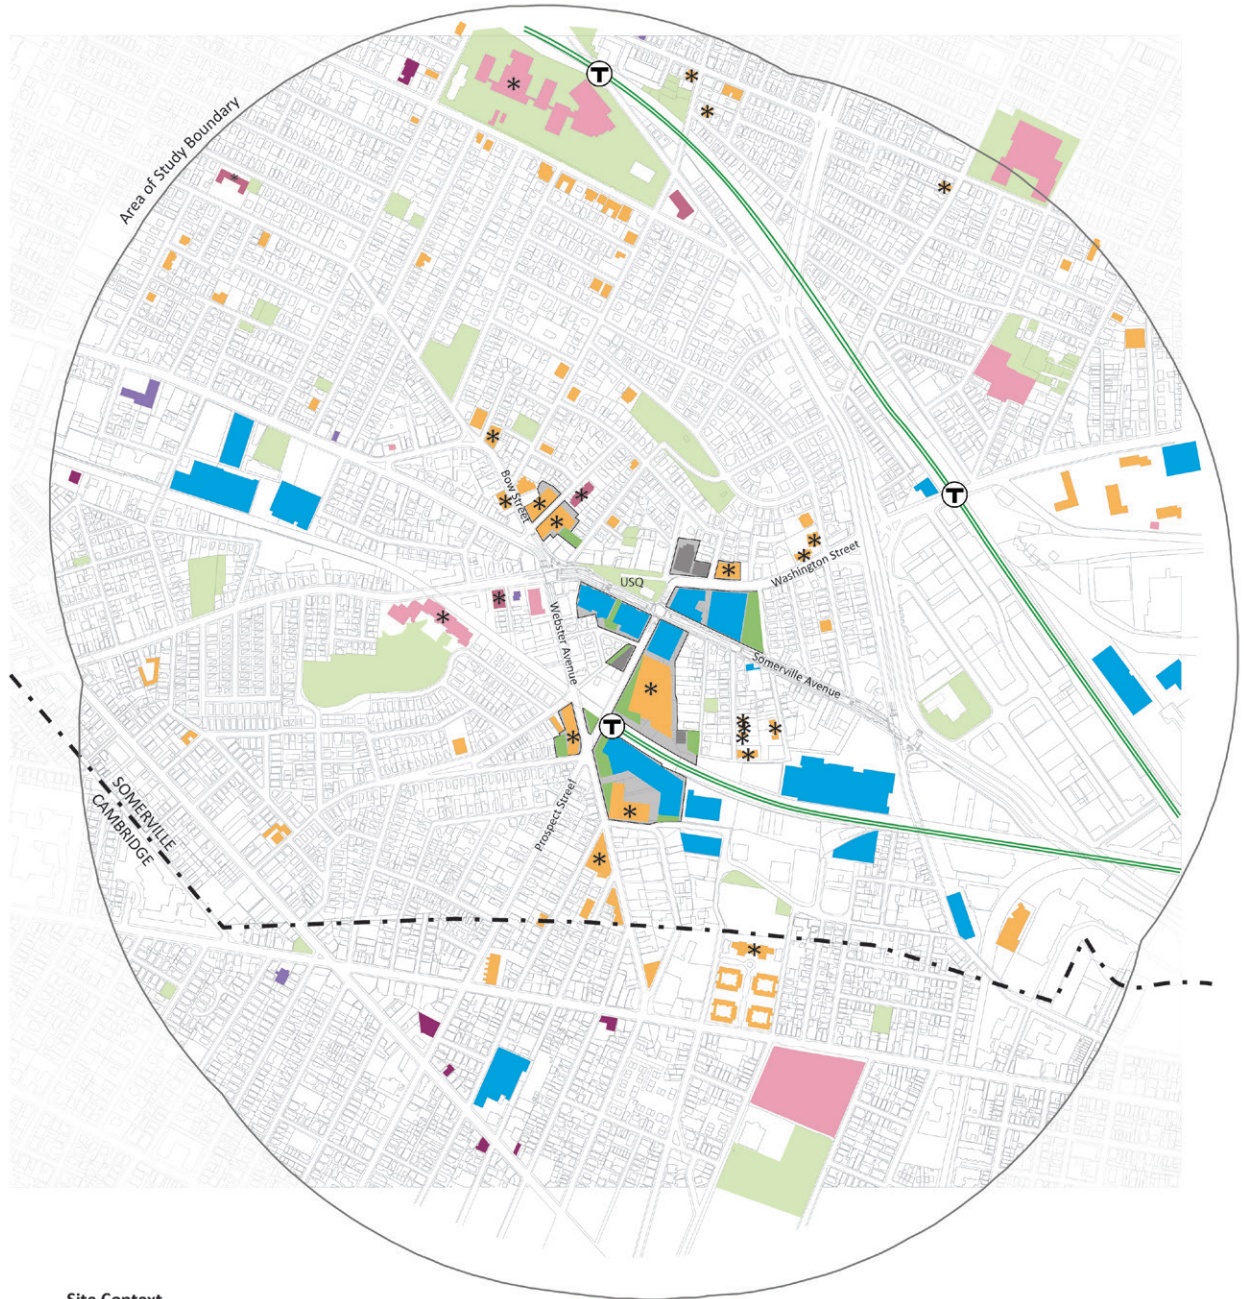 T
Area of Study Boundary
T
Bow Street
Washington Street
USQ
Webster Avenue
Somerville Avenue
T
SOMERVILLE
CAMBRIDGE
Prospect Street
Site Context